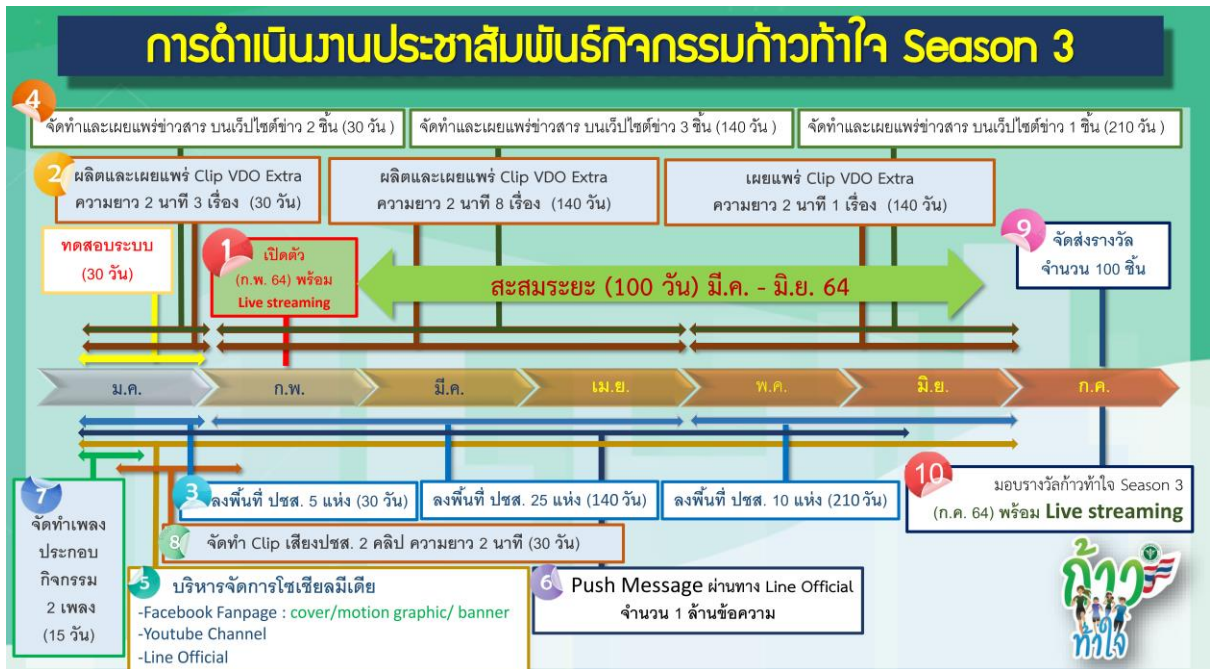 การดำเนินงานประชาสัมพันธ์กิจกรรมก้าวท้าใจ Season 3
4
จัดทำและเผยแพร่ข่าวสาร บนเว็ปไซต์ข่าว 2 ชิ้น (30 วัน )
จัดทำและเผยแพร่ข่าวสาร บนเว็ปไซต์ข่าว 3 ชิ้น (140 วัน )
จัดทำและเผยแพร่ข่าวสาร บนเว็ปไซต์ข่าว 1 ชิ้น (210 วัน )
2
ผลิตและเผยแพร่ Clip VDO Extra
ความยาว 2 นาที 3 เรื่อง (30 วัน)
ผลิตและเผยแพร่ Clip VDO Extra
ความยาว 2 นาที 8 เรื่อง (140 วัน)
เผยแพร่ Clip VDO Extra
ความยาว 2 นาที 1 เรื่อง (140 วัน)
ทดสอบระบบ
(30 วัน)
1
เปิดตัว
(ก.พ. 64) พร้อม
Live streaming
สะสมระยะ (100 วัน) มี.ค. - มิ.ย. 64
9
จัดส่งรางวัล
จำนวน 100 ชิ้น
ม.ค.
ก.พ.
มี.ค.
เม.ย.
พ.ค.
มิ.ย.
ก.ค.
7
จัดทำเพลง
ประกอบ
กิจกรรม
2 เพลง
(15 วัน)
3
ลงพื้นที่ ปชส. 5 แห่ง (30 วัน)
ลงพื้นที่ ปชส. 25 แห่ง (140 วัน)
ลงพื้นที่ ปชส. 10 แห่ง (210 วัน)
10
มอบรางวัลก้าวท้าใจ Season 3
(ก.ค. 64) พร้อม Live streaming
8
จัดทำ Clip เสียงปชส. 2 คลิป ความยาว 2 นาที (30 วัน)
5
บริหารจัดการโซเชียลมีเดีย
-Facebook Fanpage : cover/motion graphic/ banner
-Youtube Channel
-Line Official
6
Push Message ผ่านทาง Line Official
จำนวน 1 ล้านข้อความ
ก้าว
ท้าใจ